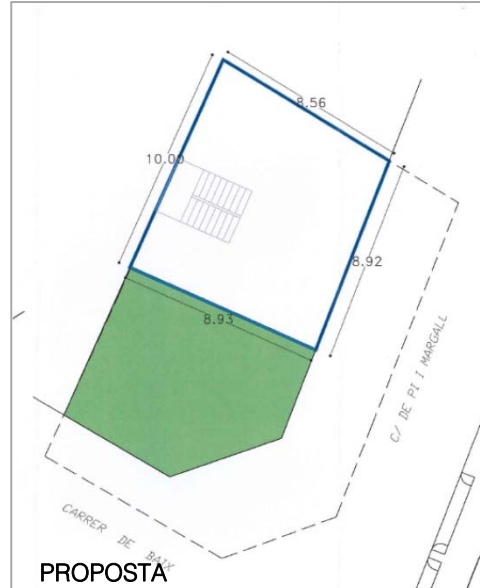 8.56
10.00
8.92
8.93
C/ DE PI I MARGALL
CARRER DE BAIX
PROPOSTA